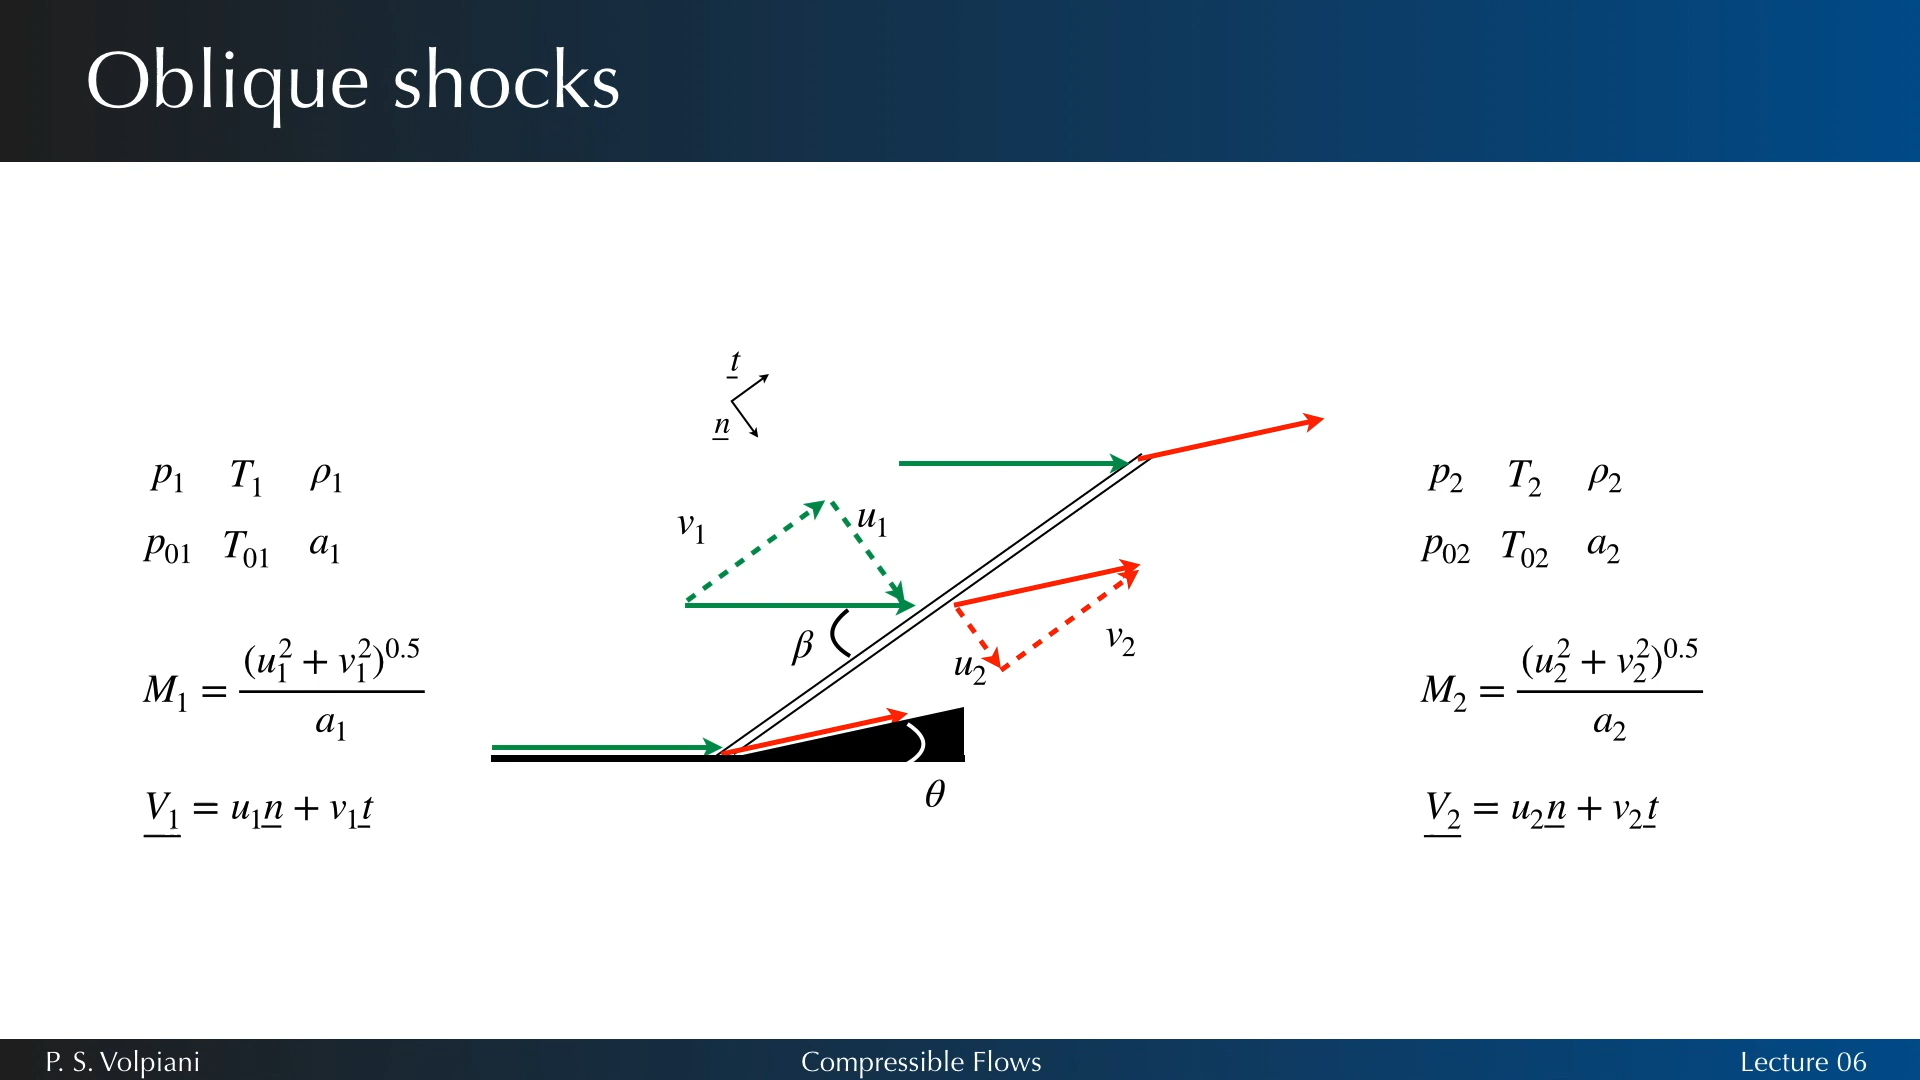 Oblique shocks
t
n
p₁ T₁ ρ₁
p₀₁ T₀₁ a₁
M₁ = (u₁² + v₁²)^0.5 / a₁
V₁ = u₁n + v₁t
v₁
u₁
β
u₂
v₂
θ
p₂ T₂ ρ₂
p₀₂ T₀₂ a₂
M₂ = (u₂² + v₂²)^0.5 / a₂
V₂ = u₂n + v₂t
P. S. Volpiani
Compressible Flows
Lecture 06